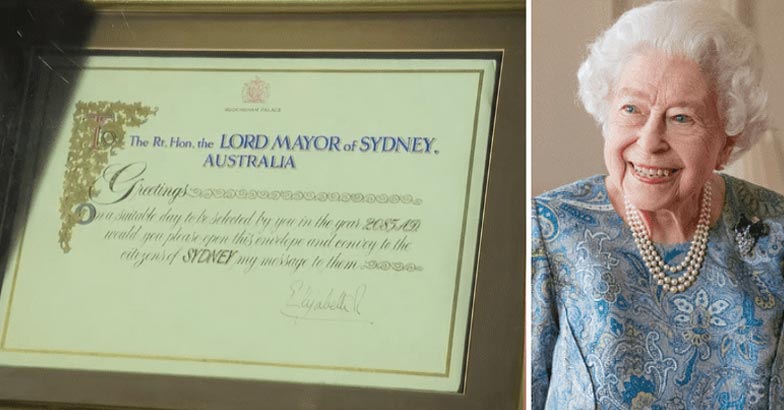 BUCKINGHAM PALACE
To The Rt. Hon. the LORD MAYOR of SYDNEY,
AUSTRALIA
Greetings
On a suitable day to be selected by you in the year 2085 A.D.
would you please open this envelope and convey to the
citizens of SYDNEY my message to them
Elizabeth R